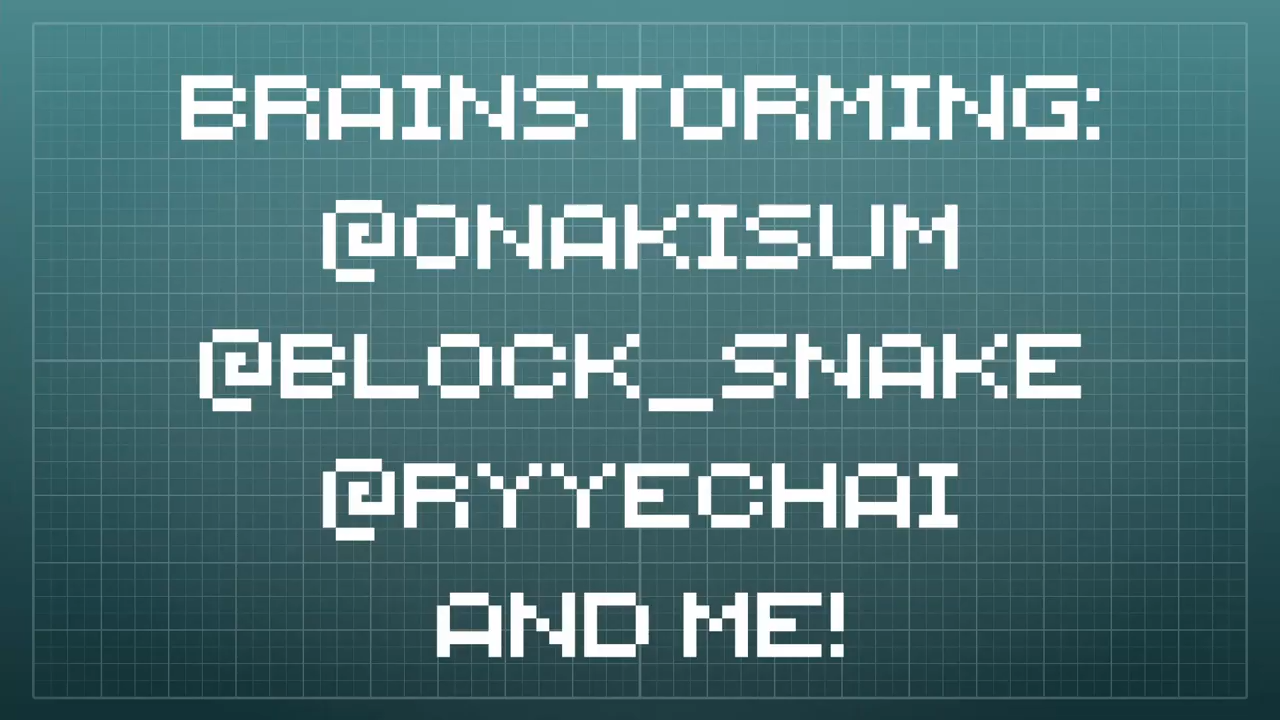 BRAINSTORMING:
@ONAKISUM
@BLOCK_SNAKE
@RYYECHAI
AND ME!